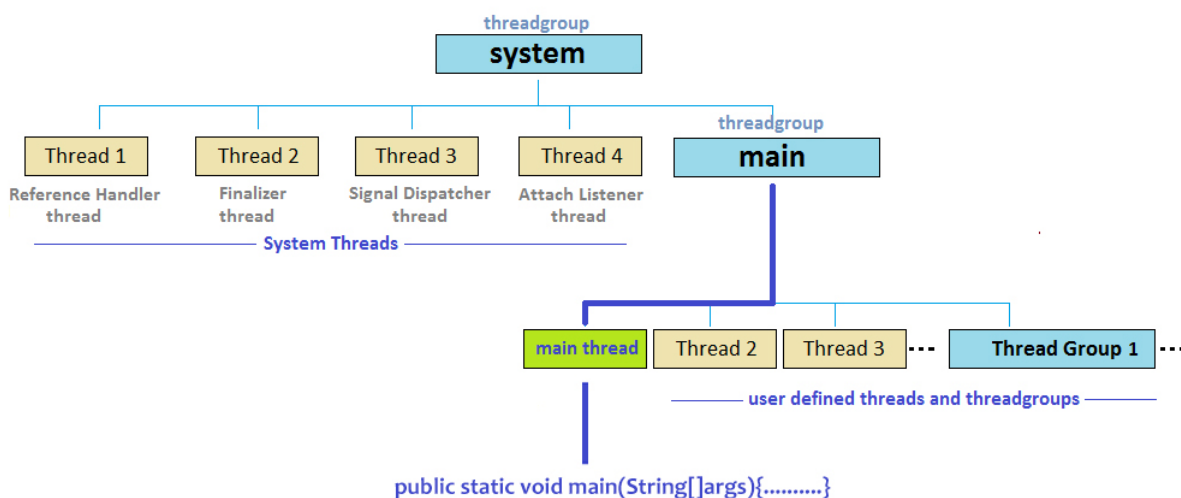 threadgroup
system
threadgroup
Thread 1
Thread 2
Thread 3
Thread 4
main
Reference Handler
thread
Finalizer
thread
Signal Dispatcher
thread
Attach Listener
thread
System Threads
main thread
Thread 2
Thread 3
Thread Group 1
user defined threads and threadgroups
public static void main(String[]args){..........}